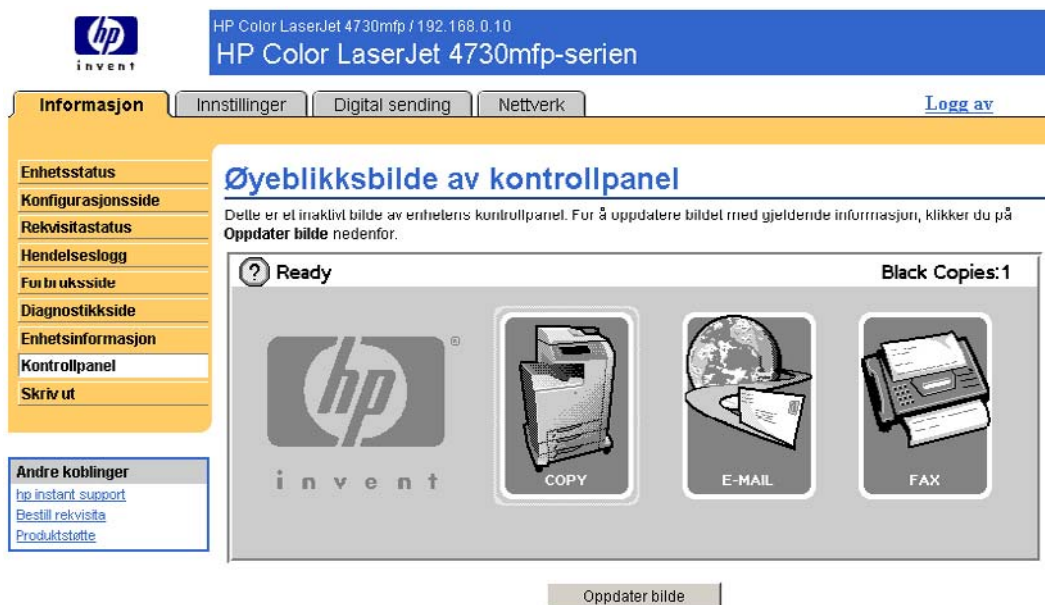 hp
invent
HP Color LaserJet 4730mfp / 192.168.0.10
HP Color LaserJet 4730mfp-serien
Informasjon
Innstillinger
Digital sending
Nettverk
Logg av
Enhetsstatus
Konfigurasjonsside
Rekvisitastatus
Hendelseslogg
Forbruksside
Diagnostikkside
Enhetsinformasjon
Kontrollpanel
Skriv ut
Andre koblinger
hp instant support
Bestill rekvisita
Produktstøtte
Øyeblikksbilde av kontrollpanel
Dette er et inaktivt bilde av enhetens kontrollpanel. For å oppdatere bildet med gjeldende informasjon, klikker du på
Oppdater bilde nedenfor.
? Ready
Black Copies:1
hp ®
invent
COPY
E-MAIL
FAX
Oppdater bilde